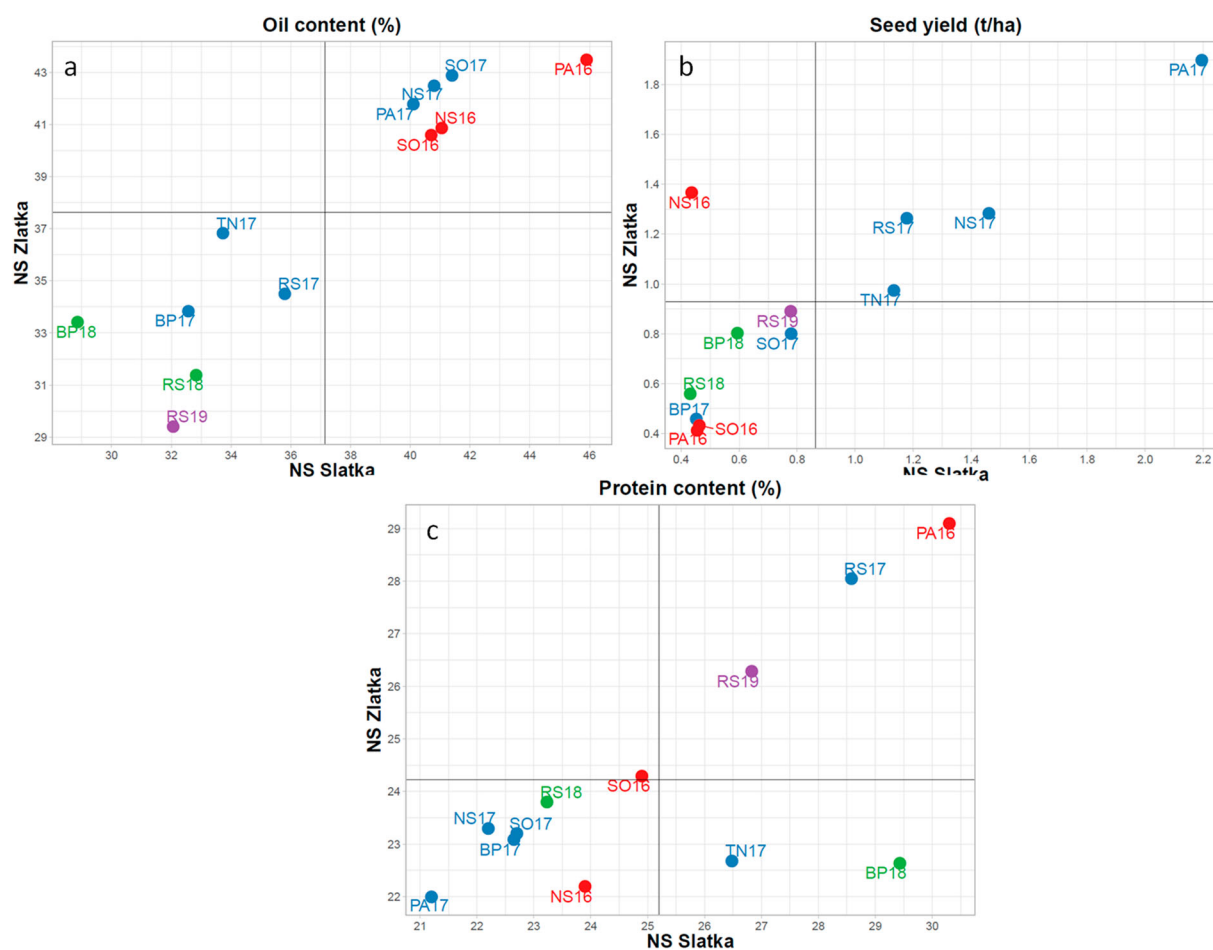 Oil content (%)
a
43
41
39
37
35
33
31
29
NS Zlatka
PA16
SO17
NS17
PA17
NS16
SO16
TN17
RS17
BP17
BP18
RS18
RS19
30
32
34
36
38
40
42
44
46
NS Slatka
Seed yield (t/ha)
b
1.8
1.6
1.4
1.2
1.0
0.8
0.6
0.4
NS Zlatka
PA17
NS16
RS17
NS17
TN17
RS19
BP18
SO17
RS18
BP17
SO16
PA16
0.4
0.6
0.8
1.0
1.2
1.4
1.6
1.8
2.0
2.2
NS Slatka
Protein content (%)
c
29
28
27
26
25
24
23
22
NS Zlatka
PA16
RS17
RS19
SO16
RS18
NS17
SO17
BP17
TN17
BP18
NS16
PA17
21
22
23
24
25
26
27
28
29
30
NS Slatka